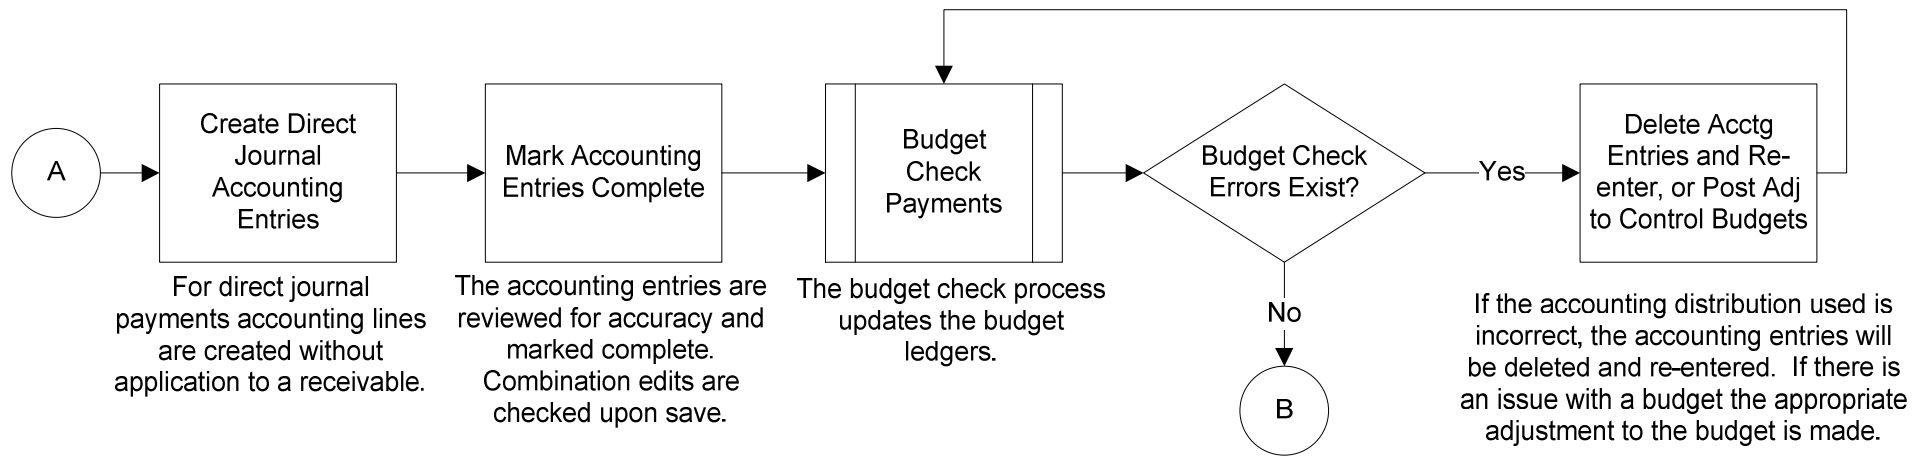 A
Create Direct
Journal
Accounting
Entries
For direct journal
payments accounting lines
are created without
application to a receivable.
Mark Accounting
Entries Complete
The accounting entries are
reviewed for accuracy and
marked complete.
Combination edits are
checked upon save.
Budget
Check
Payments
The budget check process
updates the budget
ledgers.
Budget Check
Errors Exist?
Yes
No
B
Delete Acctg
Entries and Re-
enter, or Post Adj
to Control Budgets
If the accounting distribution used is
incorrect, the accounting entries will
be deleted and re-entered.  If there is
an issue with a budget the appropriate
adjustment to the budget is made.